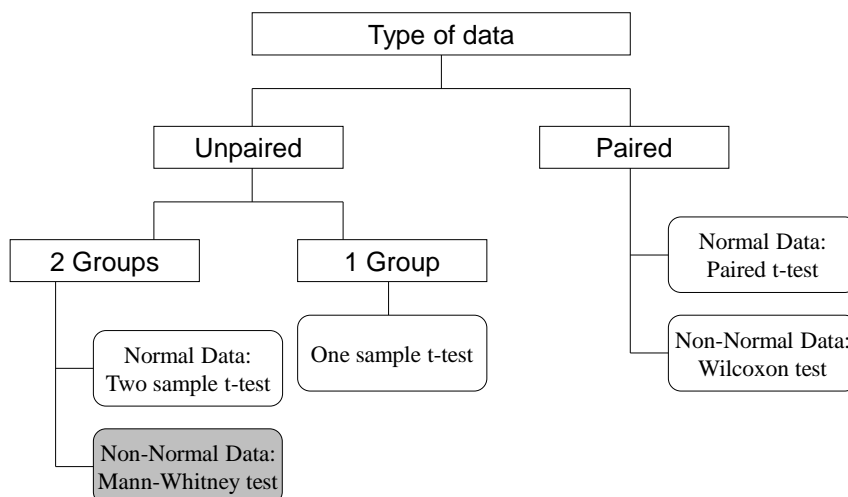 Type of data
Unpaired
Paired
2 Groups
1 Group
Normal Data:
Paired t-test
One sample t-test
Non-Normal Data:
Wilcoxon test
Normal Data:
Two sample t-test
Non-Normal Data:
Mann-Whitney test